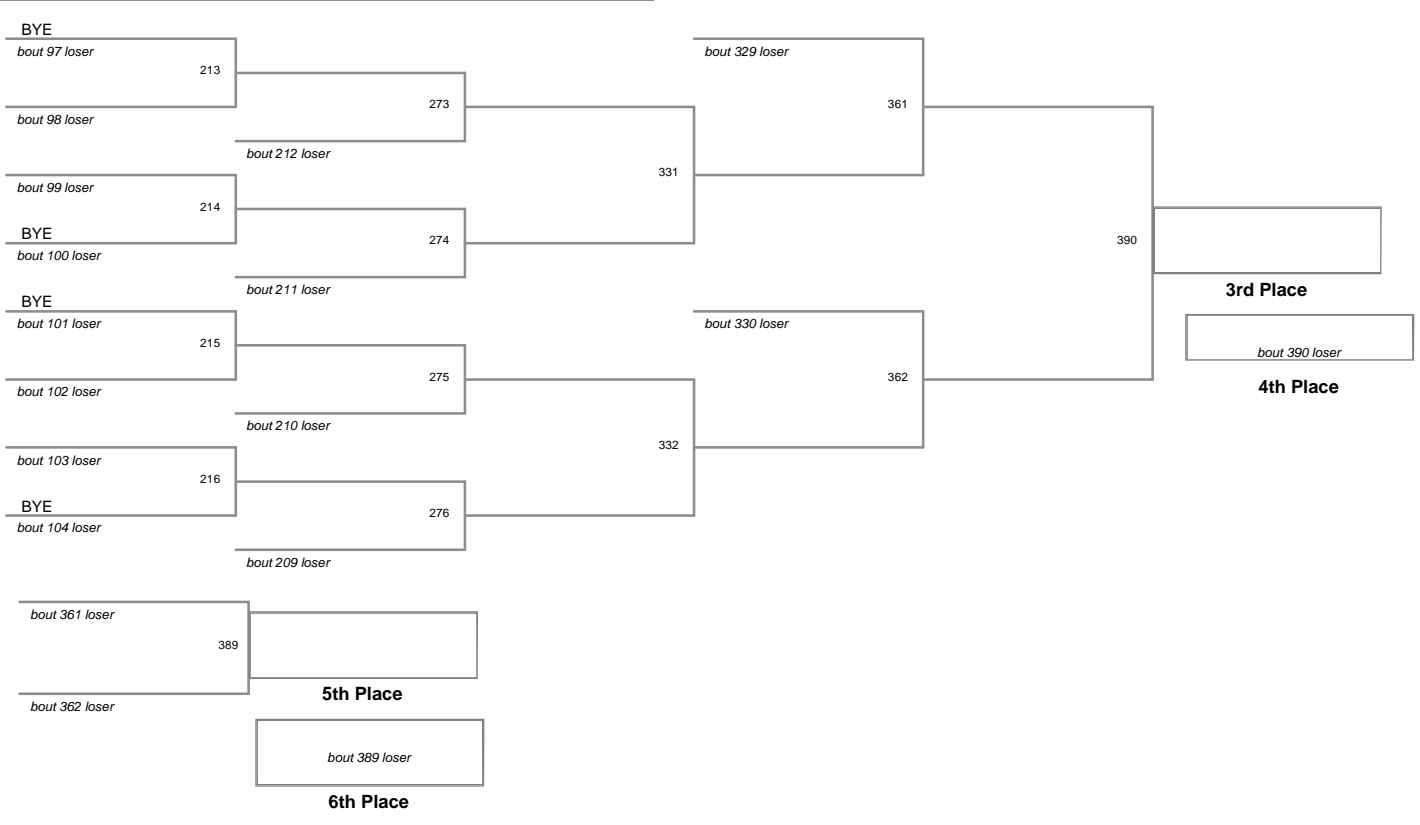 BYE
bout 97 loser
213
bout 98 loser
273
bout 212 loser
bout 99 loser
214
BYE
bout 100 loser
274
bout 211 loser
331
bout 329 loser
361
BYE
bout 101 loser
215
bout 102 loser
275
bout 210 loser
bout 103 loser
216
BYE
bout 104 loser
276
bout 209 loser
332
bout 330 loser
362
390
3rd Place
bout 390 loser
4th Place
bout 361 loser
389
bout 362 loser
5th Place
bout 389 loser
6th Place